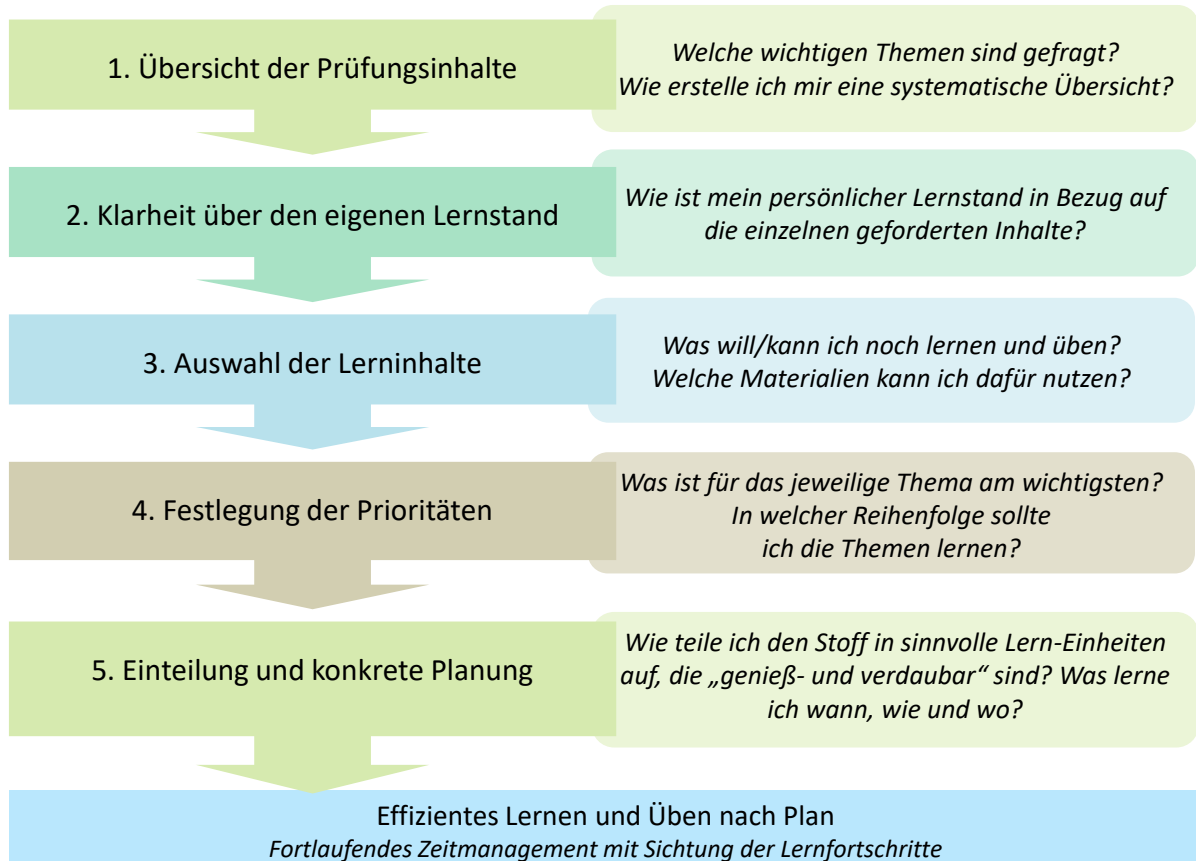 1. Übersicht der Prüfungsinhalte
Welche wichtigen Themen sind gefragt?
Wie erstelle ich mir eine systematische Übersicht?
2. Klarheit über den eigenen Lernstand
Wie ist mein persönlicher Lernstand in Bezug auf
die einzelnen geforderten Inhalte?
3. Auswahl der Lerninhalte
Was will/kann ich noch lernen und üben?
Welche Materialien kann ich dafür nutzen?
4. Festlegung der Prioritäten
Was ist für das jeweilige Thema am wichtigsten?
In welcher Reihenfolge sollte
ich die Themen lernen?
5. Einteilung und konkrete Planung
Wie teile ich den Stoff in sinnvolle Lern-Einheiten
auf, die „genieß- und verdaubar“ sind? Was lerne
ich wann, wie und wo?
Effizientes Lernen und Üben nach Plan
Fortlaufendes Zeitmanagement mit Sichtung der Lernfortschritte